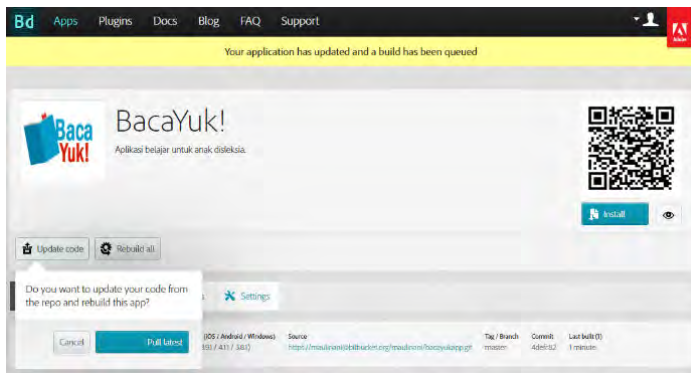 Bd Apps Plugins Docs Blog FAQ Support
Adobe
Your application has updated and a build has been queued
Baca
Yuk!
BacaYuk!
Aplikasi belajar untuk anak disleksia.
Install
Update code Rebuild all
Do you want to update your code from
the repo and rebuild this app?
Settings
Cancel Pull latest
(iOS / Android / Windows) Source Tag / Branch Commit Last built (1)
master 1 minute